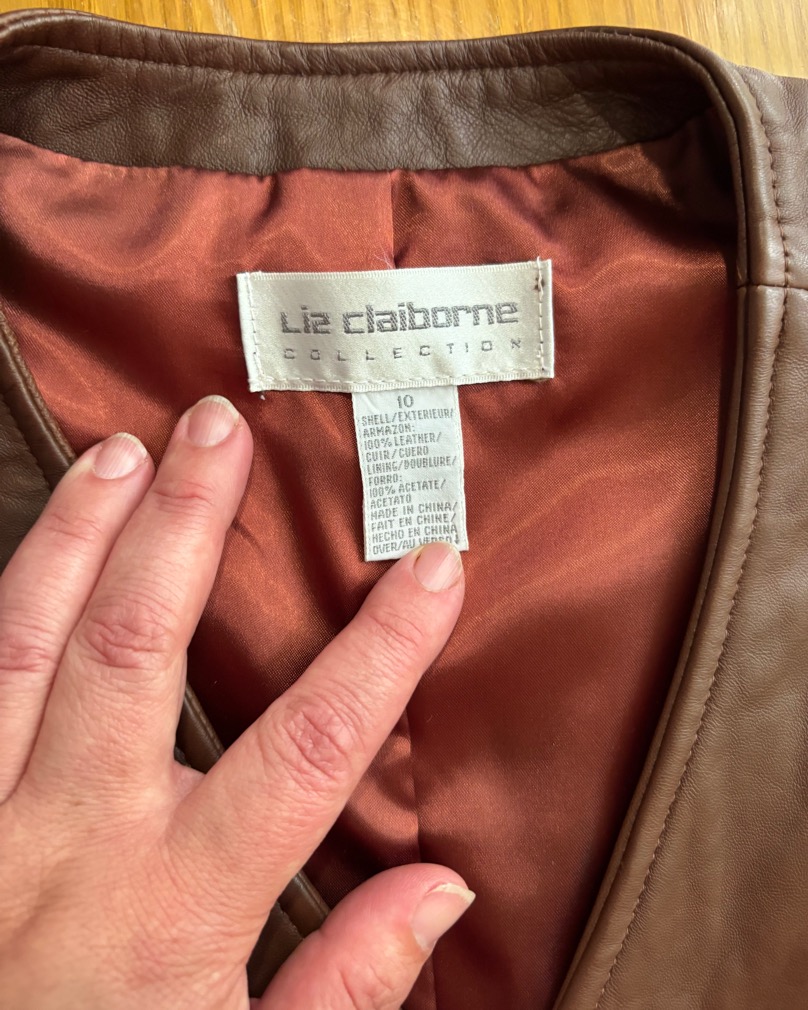 Liz claiborne
COLLECTION
10
SHELL/EXTERIEUR/
ARMAZON:
100% LEATHER/
CUIR/CUERO
LINING/DOUBLURE/
FORRO:
100% ACETATE/
ACETATO
MADE IN CHINA/
FAIT EN CHINE/
HECHO EN CHINA
OVER/AU VERSO